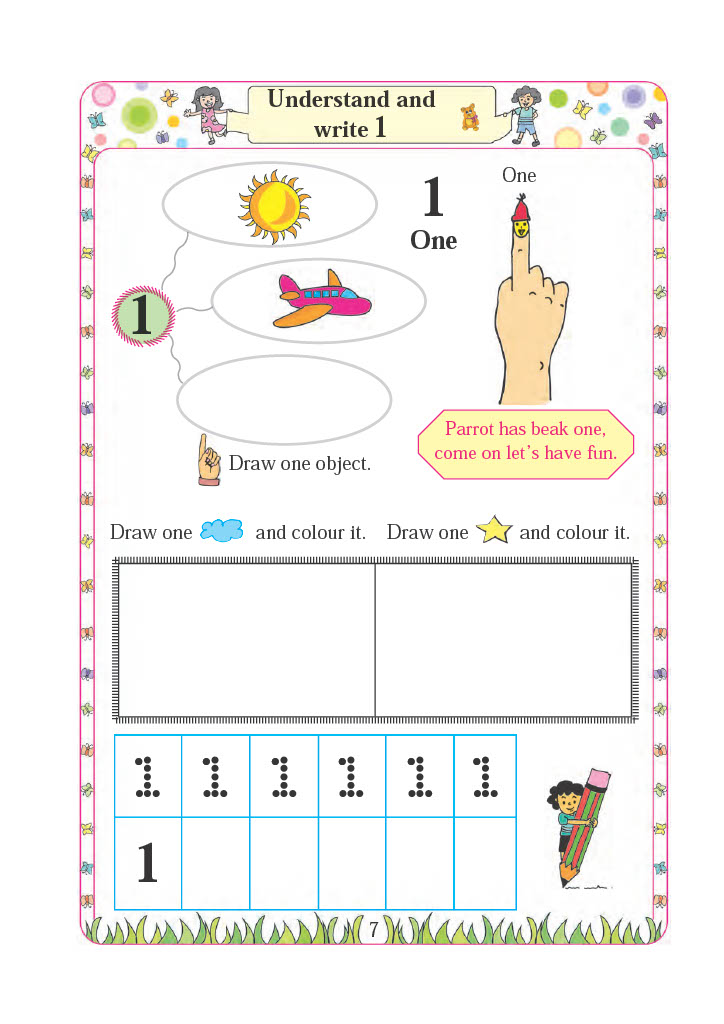 Understand and
write 1
One
1
One
1
Parrot has beak one,
come on let's have fun.
Draw one object.
Draw one and colour it. Draw one and colour it.
1 1 1 1 1 1
1
7